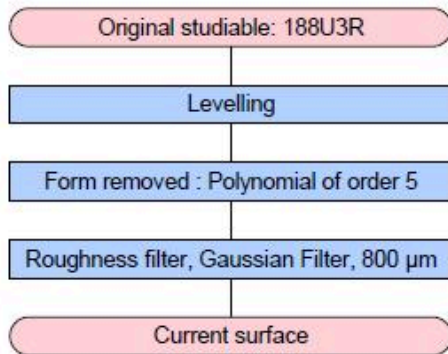 Original studiable: 188U3R
Levelling
Form removed : Polynomial of order 5
Roughness filter, Gaussian Filter, 800 µm
Current surface